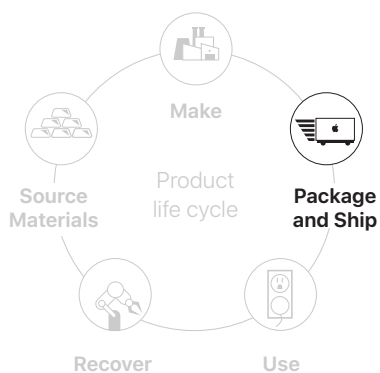 Make
Source
Materials
Product
life cycle
Package
and Ship
Recover
Use